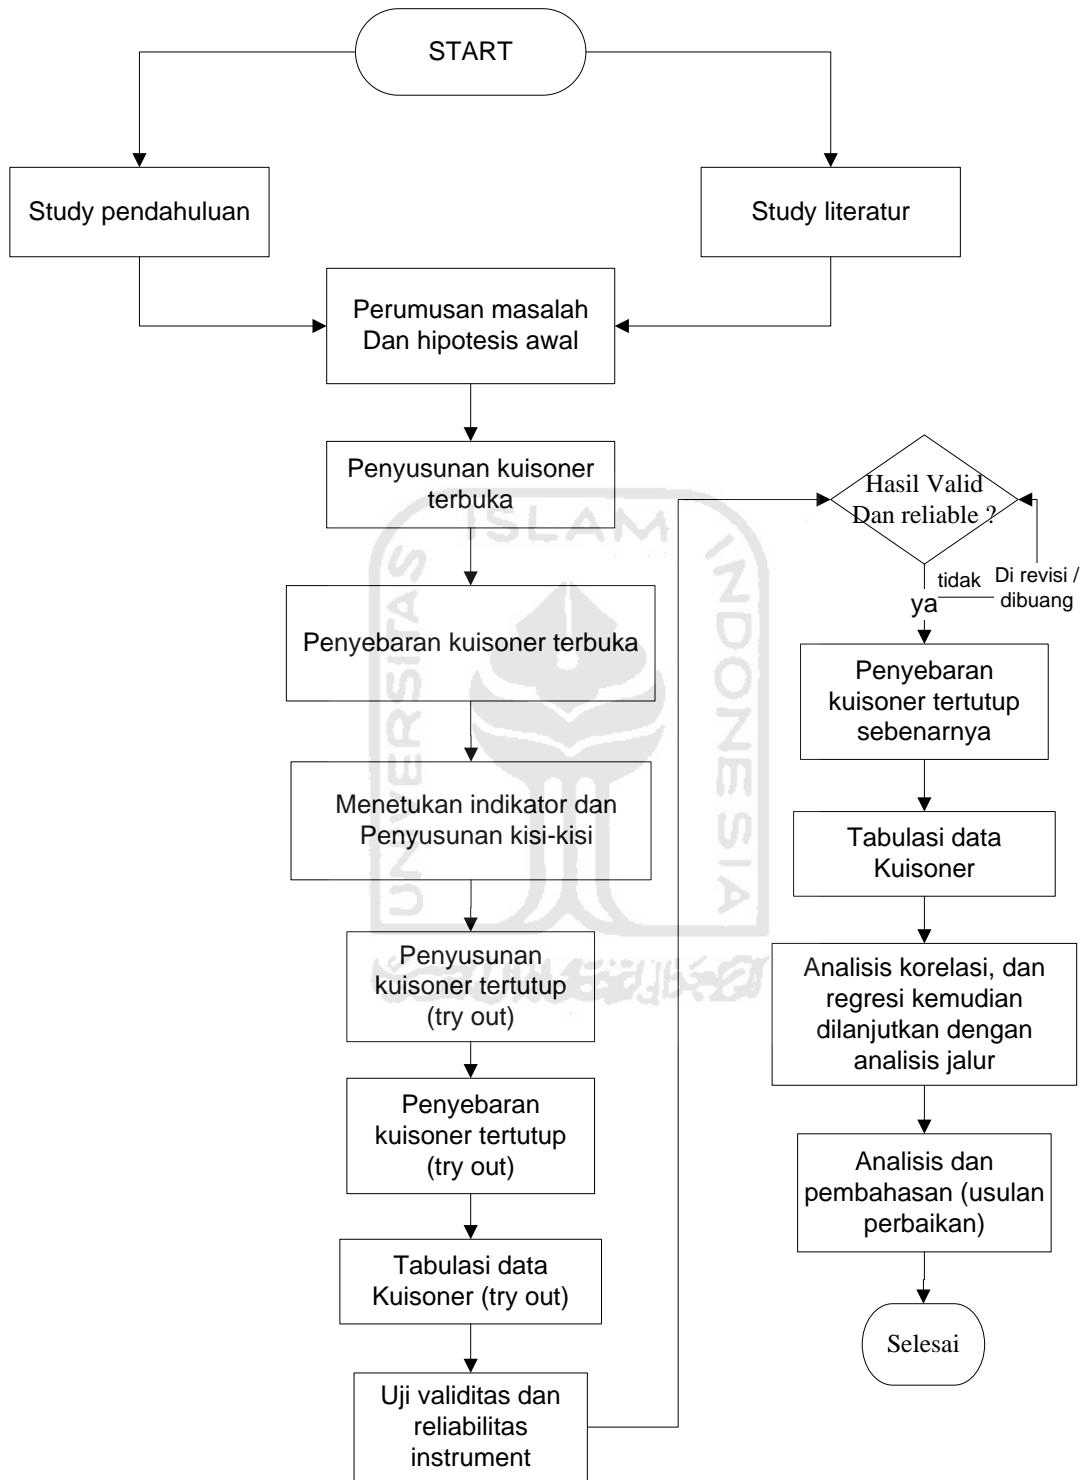 START
Study pendahuluan
Study literatur
Perumusan masalah
Dan hipotesis awal
Penyusunan kuisoner
terbuka
Penyebaran kuisoner terbuka
Menetukan indikator dan
Penyusunan kisi-kisi
Penyusunan
kuisoner tertutup
(try out)
Penyebaran
kuisoner tertutup
(try out)
Tabulasi data
Kuisoner (try out)
Uji validitas dan
reliabilitas
instrument
Hasil Valid
Dan reliable ?
tidak
Di revisi /
dibuang
ya
Penyebaran
kuisoner tertutup
sebenarnya
Tabulasi data
Kuisoner
Analisis korelasi, dan
regresi kemudian
dilanjutkan dengan
analisis jalur
Analisis dan
pembahasan (usulan
perbaikan)
Selesai
UNIVERSITAS
ISLAM
INDONESIA